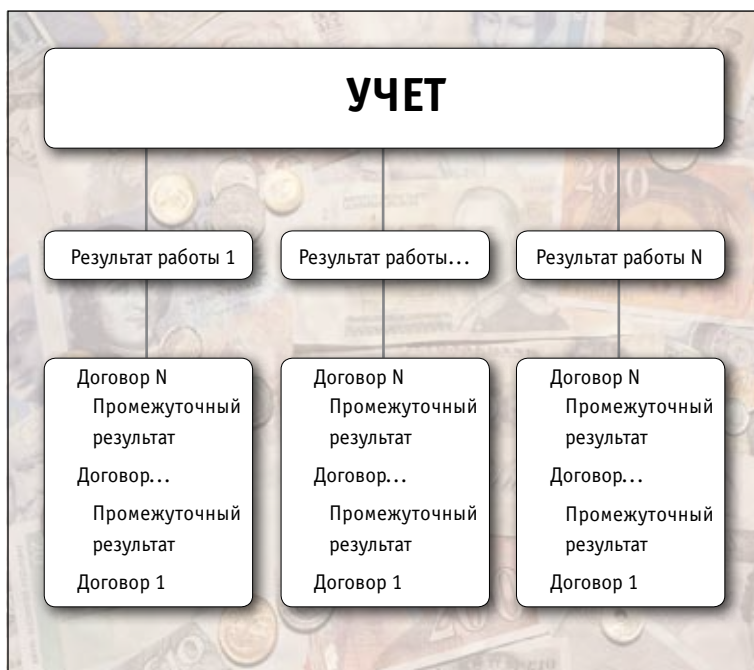 УЧЕТ
Результат работы 1
Результат работы...
Результат работы N
Договор N
Промежуточный
результат
Договор...
Промежуточный
результат
Договор 1
Договор N
Промежуточный
результат
Договор...
Промежуточный
результат
Договор 1
Договор N
Промежуточный
результат
Договор...
Промежуточный
результат
Договор 1
200